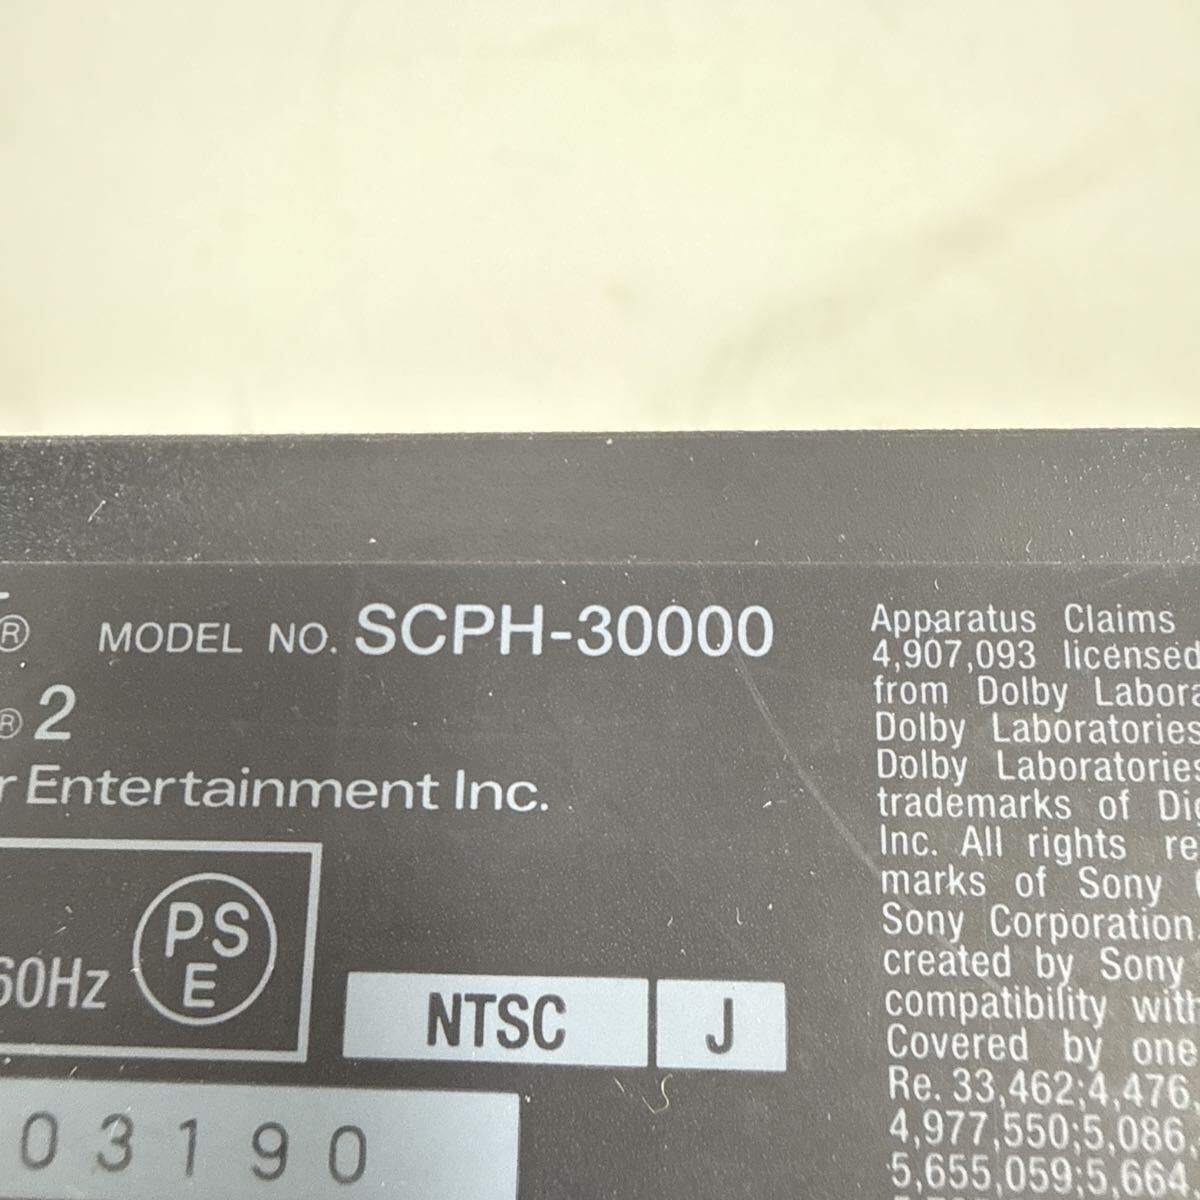 ® MODEL NO. SCPH-30000
® 2
r Entertainment Inc.
60Hz
PS
E
NTSC J
03190
Apparatus Claims
4,907,093 licensed
from Dolby Labora
Dolby Laboratories
Dolby Laboratories
trademarks of Dig
Inc. All rights re
marks of Sony
Sony Corporation.
created by Sony
compatibility with
Covered by one
Re. 33,462;4,476,
4,977,550;5,086,
5,655,059;5,664,